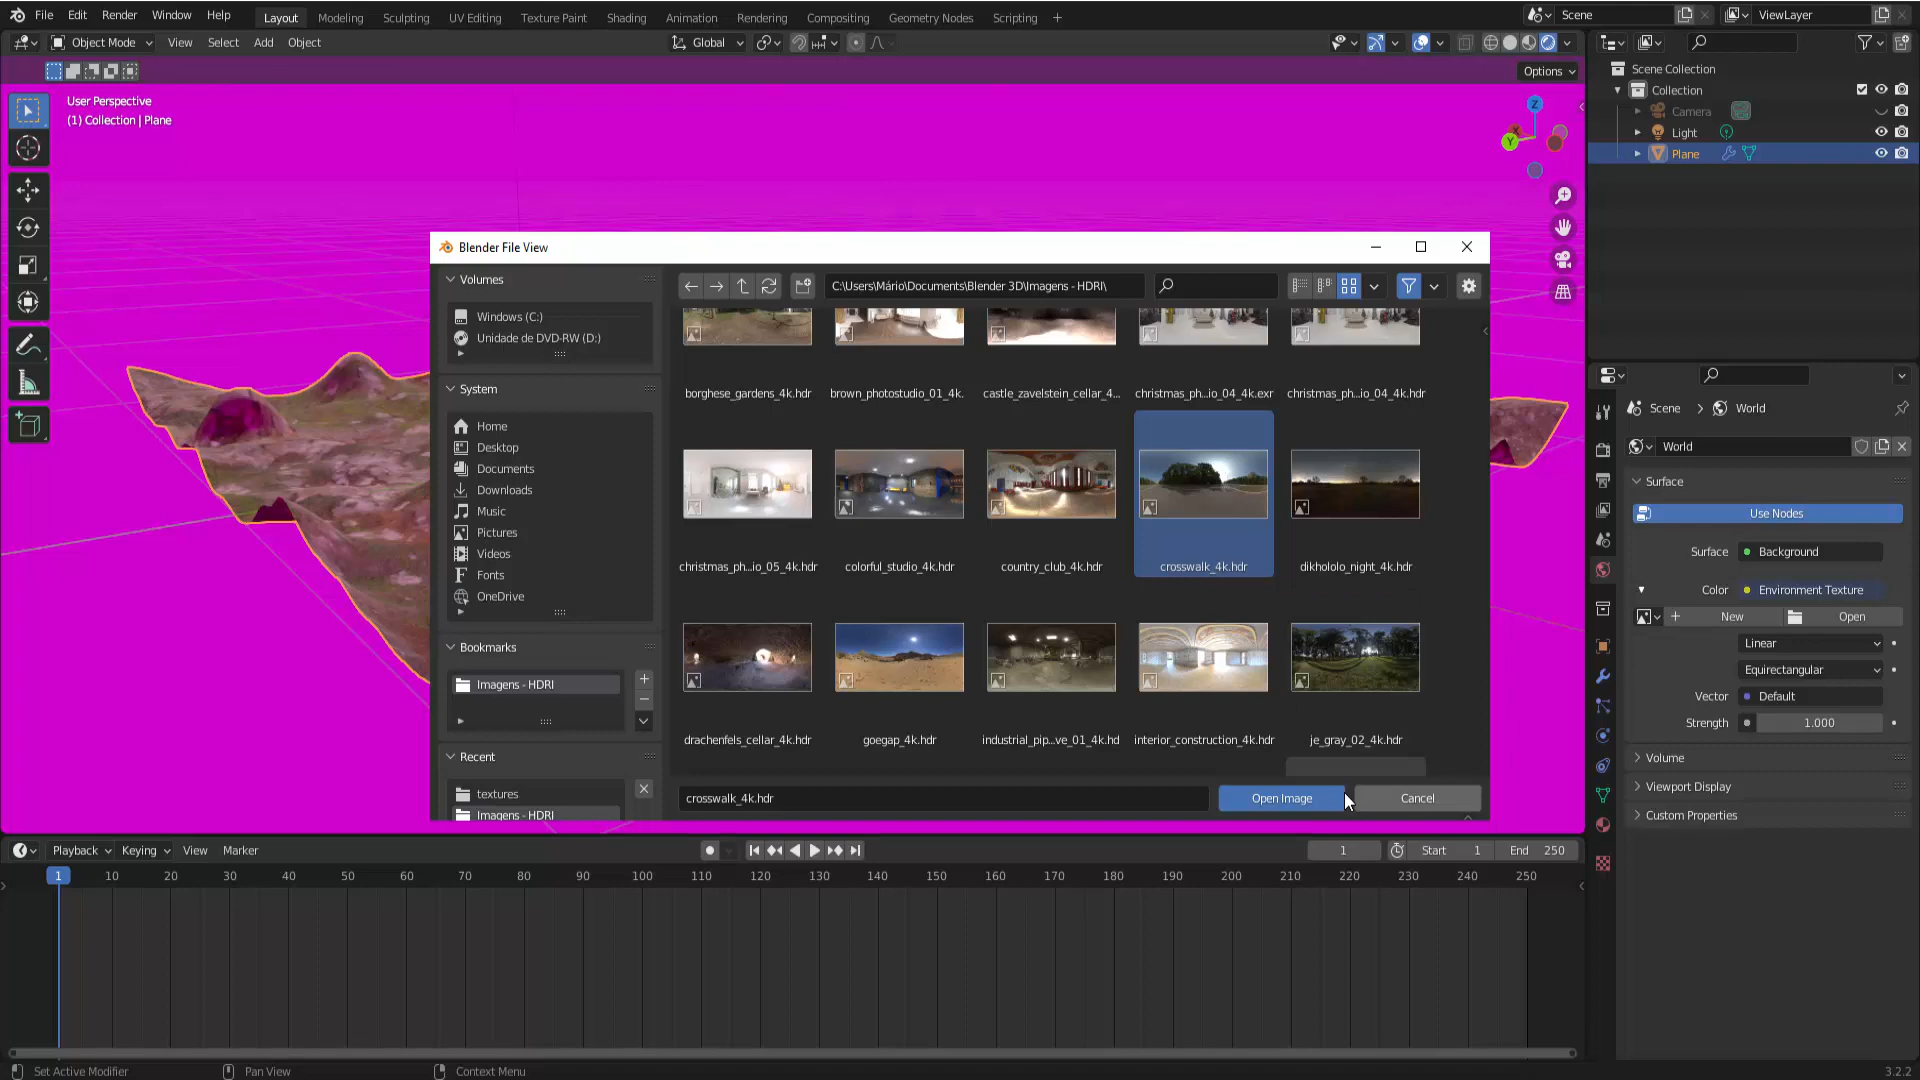 File Edit Render Window Help Layout Modeling Sculpting UV Editing Texture Paint Shading Animation Rendering Compositing Geometry Nodes Scripting + Scene ViewLayer
Object Mode View Select Add Object Global
Options
User Perspective
(1) Collection | Plane
Z
X
Y
Scene Collection
Collection
Camera
Light
Plane
Blender File View
Volumes
Windows (C:)
Unidade de DVD-RW (D:)
System
Home
Desktop
Documents
Downloads
Music
Pictures
Videos
Fonts
OneDrive
Bookmarks
Imagens - HDRI
Recent
textures
Imagens - HDRI
C:\Users\Mário\Documents\Blender 3D\Imagens - HDRI\
borghese_gardens_4k.hdr brown_photostudio_01_4k. castle_zavelstein_cellar_4... christmas_ph...io_04_4k.exr christmas_ph...io_04_4k.hdr
christmas_ph...io_05_4k.hdr colorful_studio_4k.hdr country_club_4k.hdr crosswalk_4k.hdr dikhololo_night_4k.hdr
drachenfels_cellar_4k.hdr goegap_4k.hdr industrial_pip...ve_01_4k.hd interior_construction_4k.hdr je_gray_02_4k.hdr
crosswalk_4k.hdr Open Image Cancel
Scene > World
World
Surface
Use Nodes
Surface Background
Color Environment Texture
New Open
Linear
Equirectangular
Vector Default
Strength 1.000
Volume
Viewport Display
Custom Properties
Playback Keying View Marker 1 Start 1 End 250
1 10 20 30 40 50 60 70 80 90 100 110 120 130 140 150 160 170 180 190 200 210 220 230 240 250
Set Active Modifier Pan View Context Menu 3.2.2